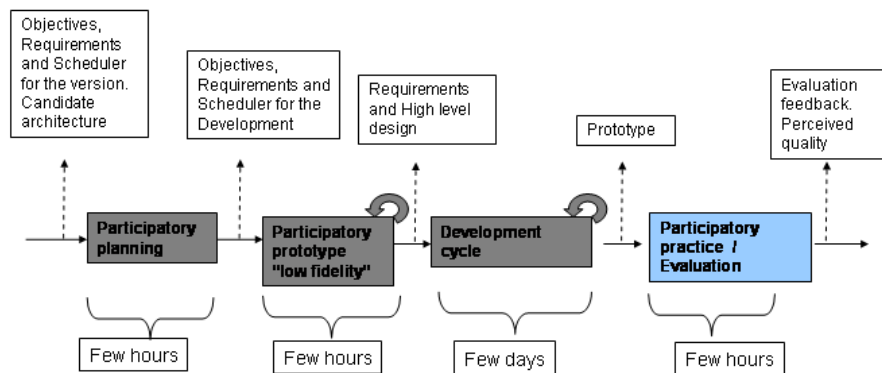 Objectives,
Requirements
and Scheduler
for the version.
Candidate
architecture
Objectives,
Requirements and
Scheduler for the
Development
Requirements
and High level
design
Prototype
Evaluation
feedback.
Perceived
quality
Participatory
planning
Participatory
prototype
"low fidelity"
Development
cycle
Participatory
practice /
Evaluation
Few hours
Few hours
Few days
Few hours